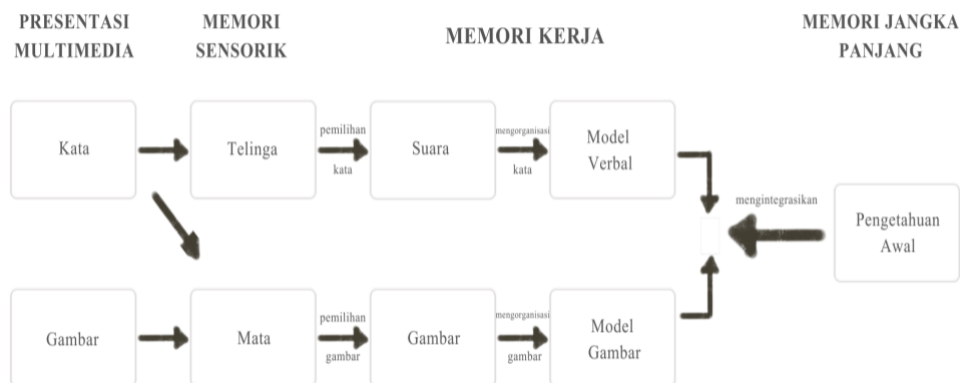 PRESENTASI
MULTIMEDIA
MEMORI
SENSORIK
MEMORI KERJA
MEMORI JANGKA
PANJANG
Kata
Telinga
pemilihan
kata
Suara
mengorganisasi
kata
Model
Verbal
mengintegrasikan
Pengetahuan
Awal
Gambar
Mata
pemilihan
gambar
Gambar
mengorganisasi
gambar
Model
Gambar